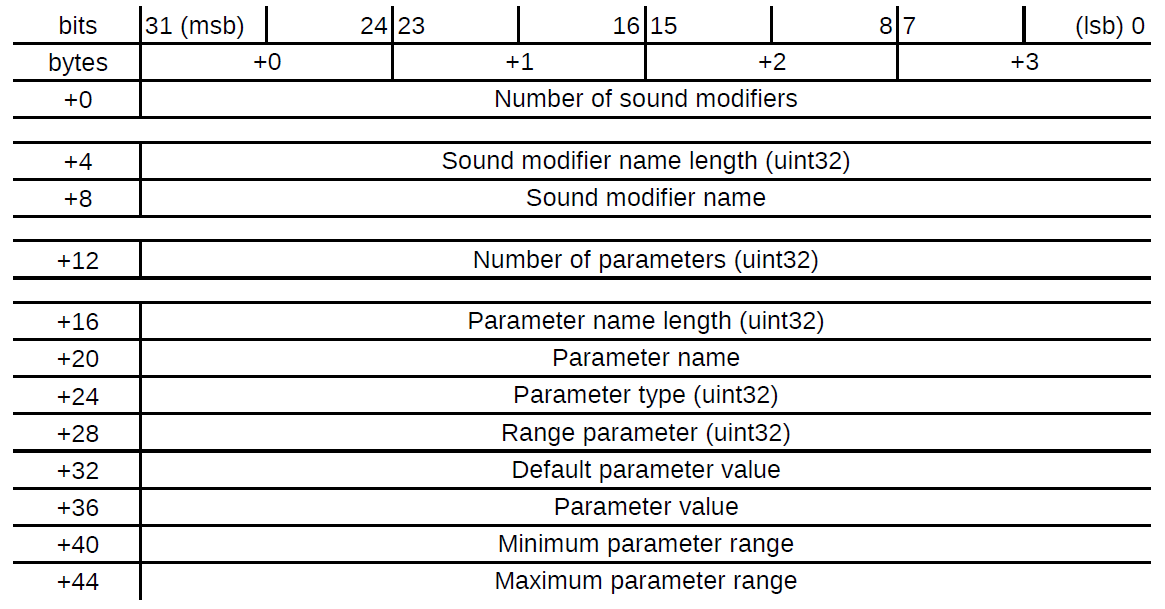 bits 31 (msb) 24 23 16 15 8 7 (lsb) 0
bytes +0 +1 +2 +3
+0 Number of sound modifiers
+4 Sound modifier name length (uint32)
+8 Sound modifier name
+12 Number of parameters (uint32)
+16 Parameter name length (uint32)
+20 Parameter name
+24 Parameter type (uint32)
+28 Range parameter (uint32)
+32 Default parameter value
+36 Parameter value
+40 Minimum parameter range
+44 Maximum parameter range